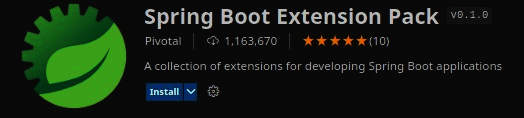 Spring Boot Extension Pack v0.1.0
Pivotal 1,163,670 (10)
A collection of extensions for developing Spring Boot applications
Install